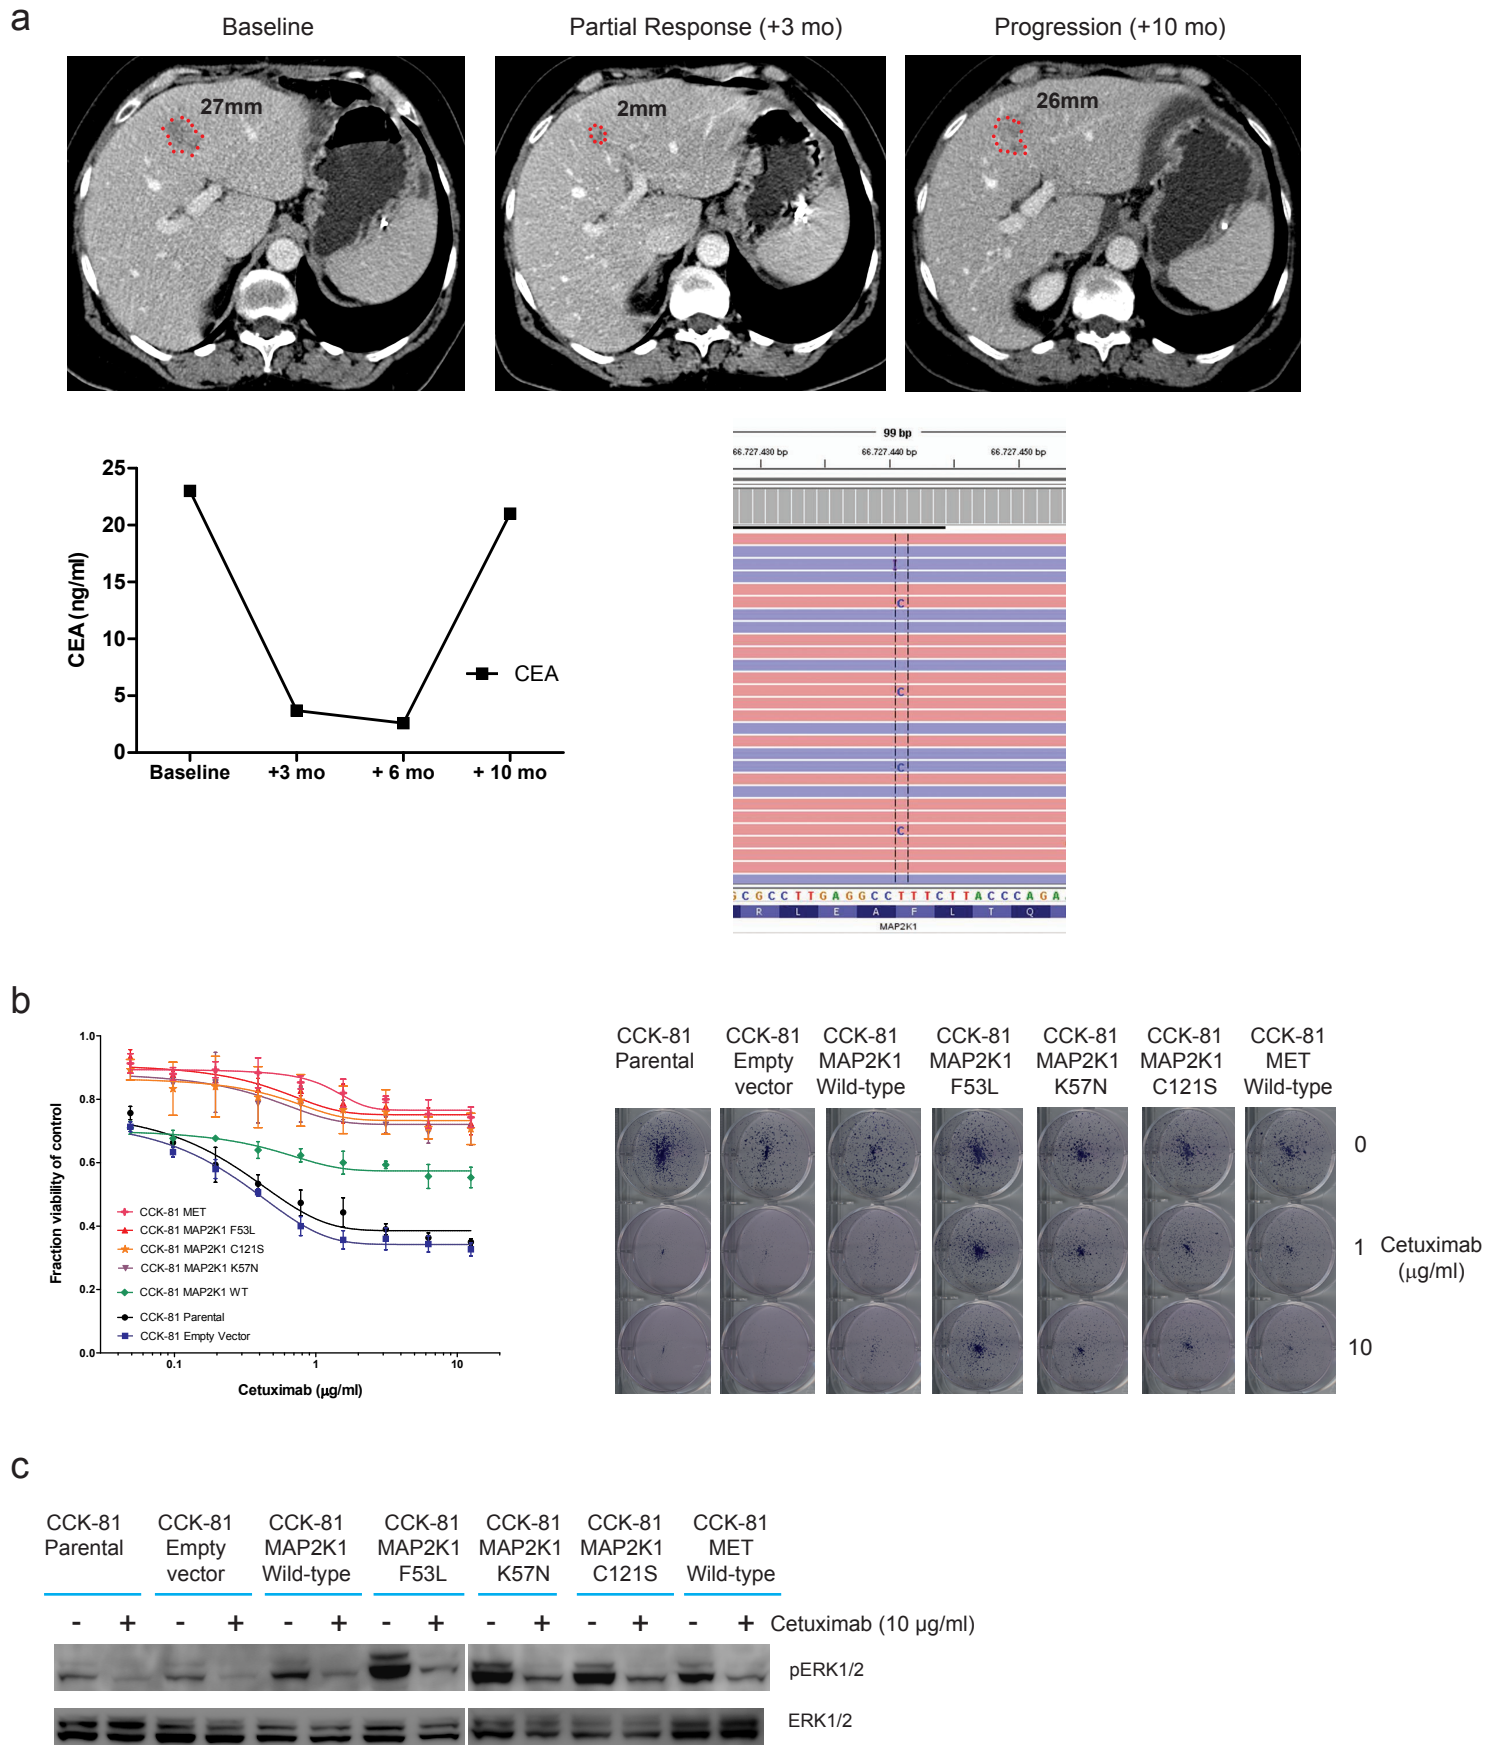 a
Baseline
Partial Response (+3 mo)
Progression (+10 mo)
27mm
2mm
26mm
25
20
15
10
5
0
CEA (ng/ml)
CEA
Baseline
+3 mo
+ 6 mo
+ 10 mo
99 bp
66.727.430 bp
66.727.440 bp
66.727.450 bp
I
C
C
C
C
G C G C C T T G A G G C C T T T C T T A C C C A G A
R L E A F L T Q
MAP2K1
b
1.0
0.8
0.6
0.4
0.2
0.0
Fraction viability of control
CCK-81 MET
CCK-81 MAP2K1 F53L
CCK-81 MAP2K1 C121S
CCK-81 MAP2K1 K57N
CCK-81 MAP2K1 WT
CCK-81 Parental
CCK-81 Empty Vector
0.1
1
10
Cetuximab (μg/ml)
CCK-81 Parental
CCK-81 Empty vector
CCK-81 MAP2K1 Wild-type
CCK-81 MAP2K1 F53L
CCK-81 MAP2K1 K57N
CCK-81 MAP2K1 C121S
CCK-81 MET Wild-type
0
1
10
Cetuximab (μg/ml)
c
CCK-81 Parental
CCK-81 Empty vector
CCK-81 MAP2K1 Wild-type
CCK-81 MAP2K1 F53L
CCK-81 MAP2K1 K57N
CCK-81 MAP2K1 C121S
CCK-81 MET Wild-type
- + - + - + - + - + - + - + Cetuximab (10 μg/ml)
pERK1/2
ERK1/2